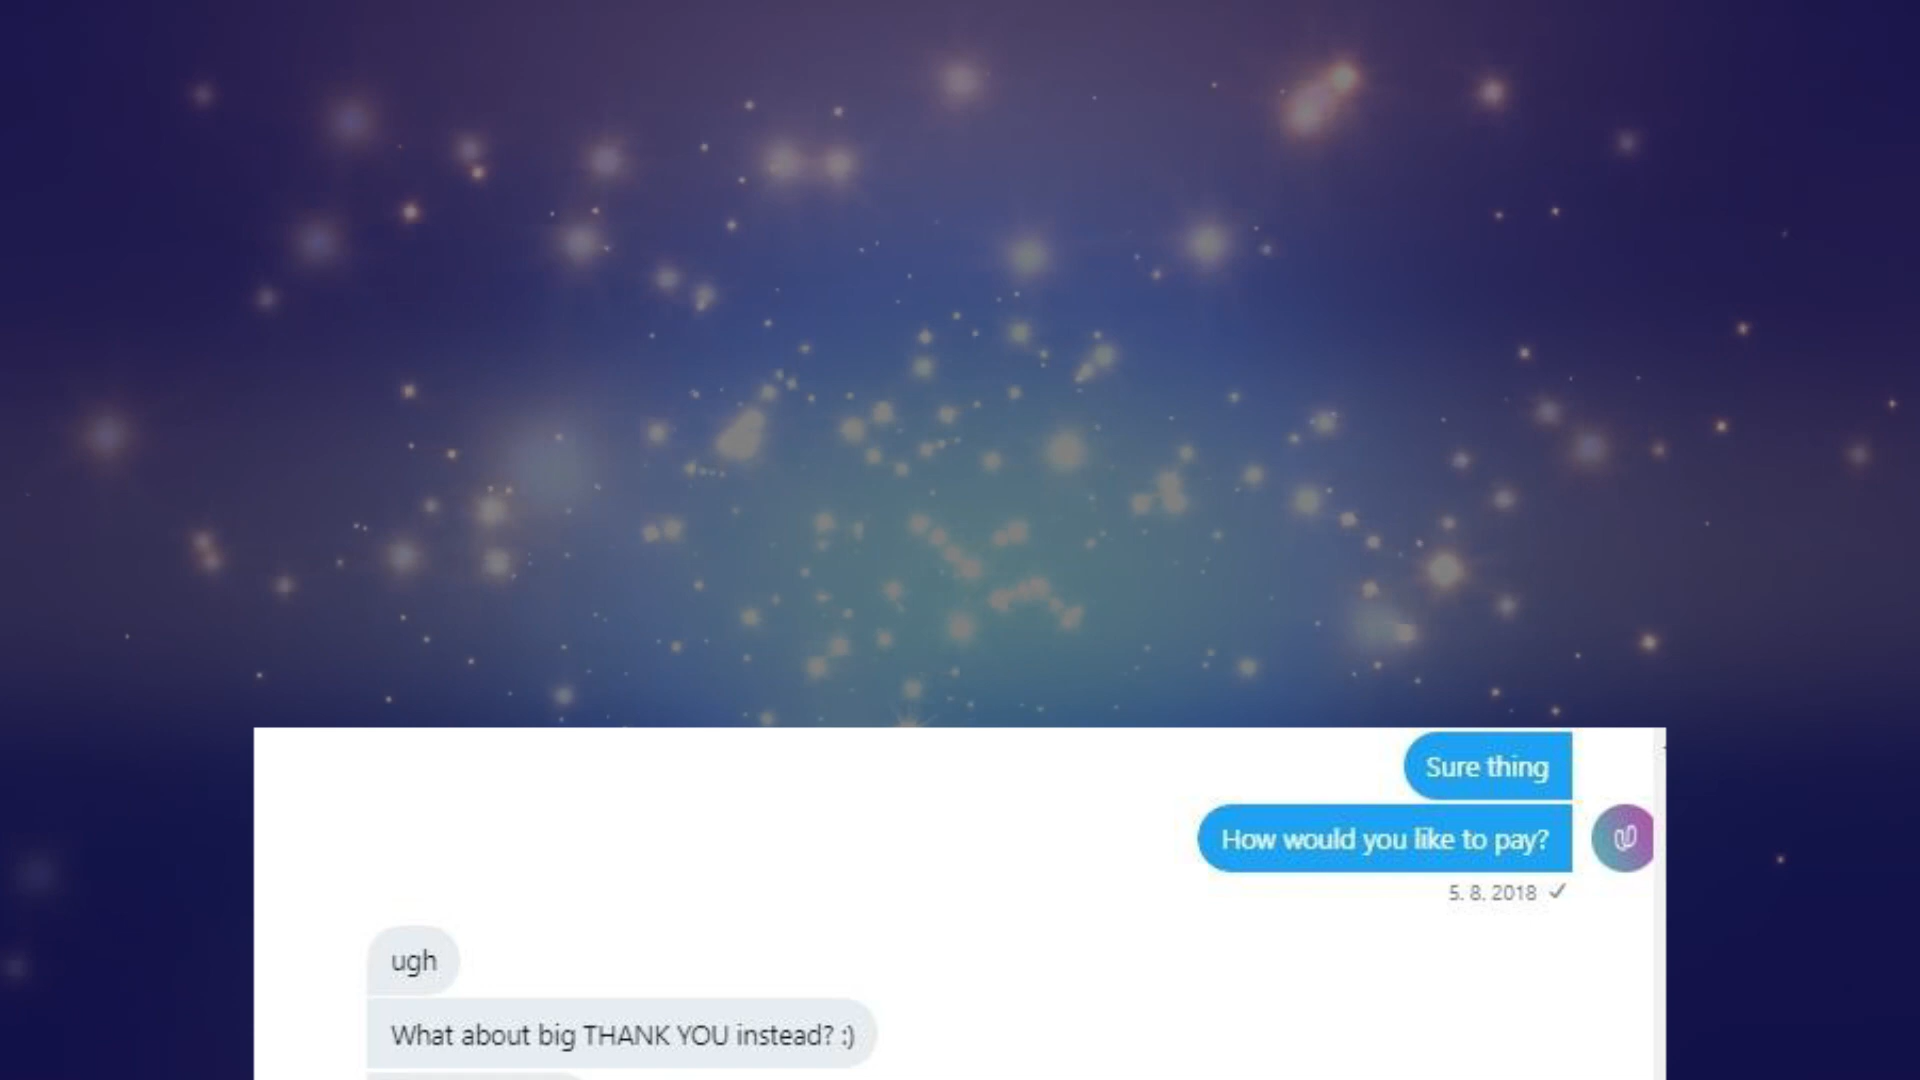 Sure thing
How would you like to pay?
5. 8. 2018
ugh
What about big THANK YOU instead? :)